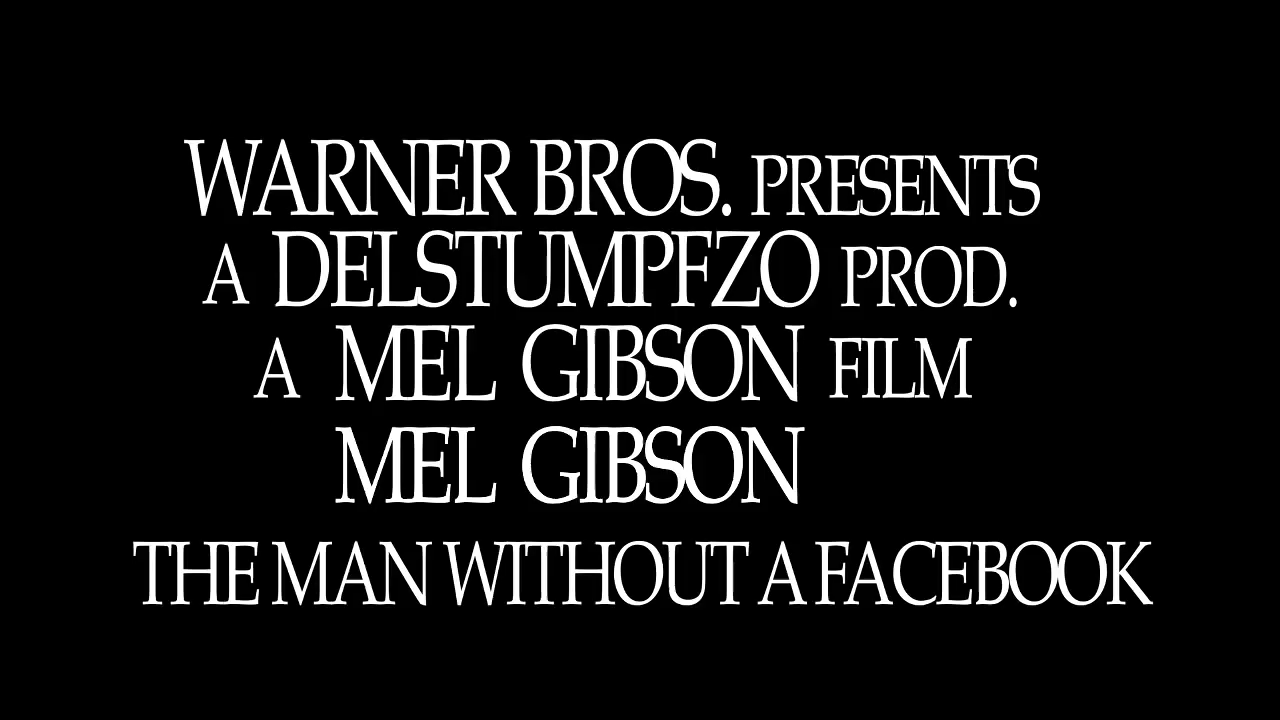 WARNER BROS. PRESENTS
A DELSTUMPFZO PROD.
A MEL GIBSON FILM
MEL GIBSON
THE MAN WITHOUT A FACEBOOK